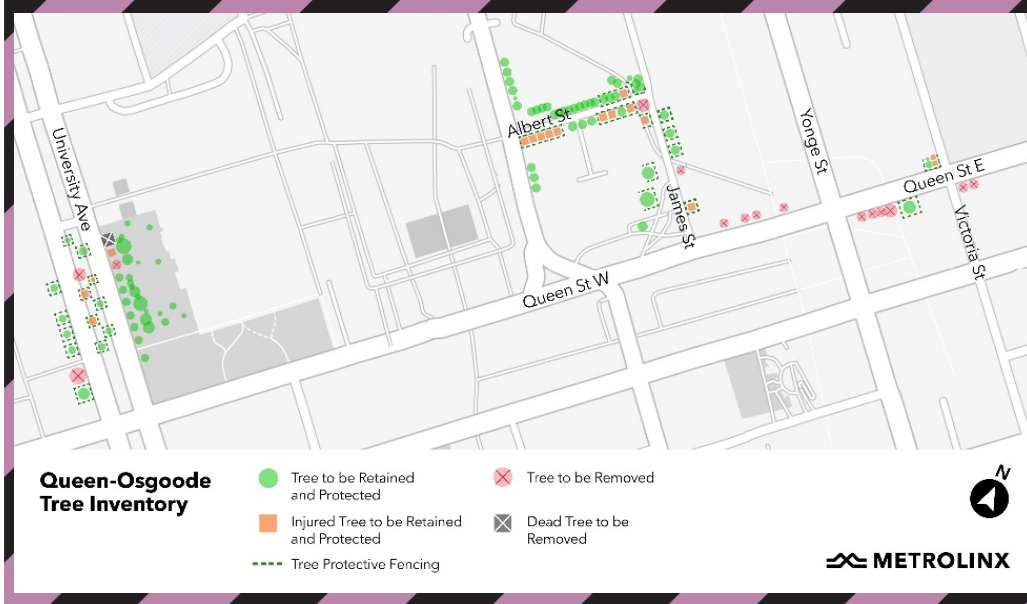 University Ave
Albert St
James St
Yonge St
Queen St E
Victoria St
Queen St W
Queen-Osgoode
Tree Inventory
Tree to be Retained
and Protected
Injured Tree to be Retained
and Protected
Tree Protective Fencing
Tree to be Removed
Dead Tree to be
Removed
N
METROLINX